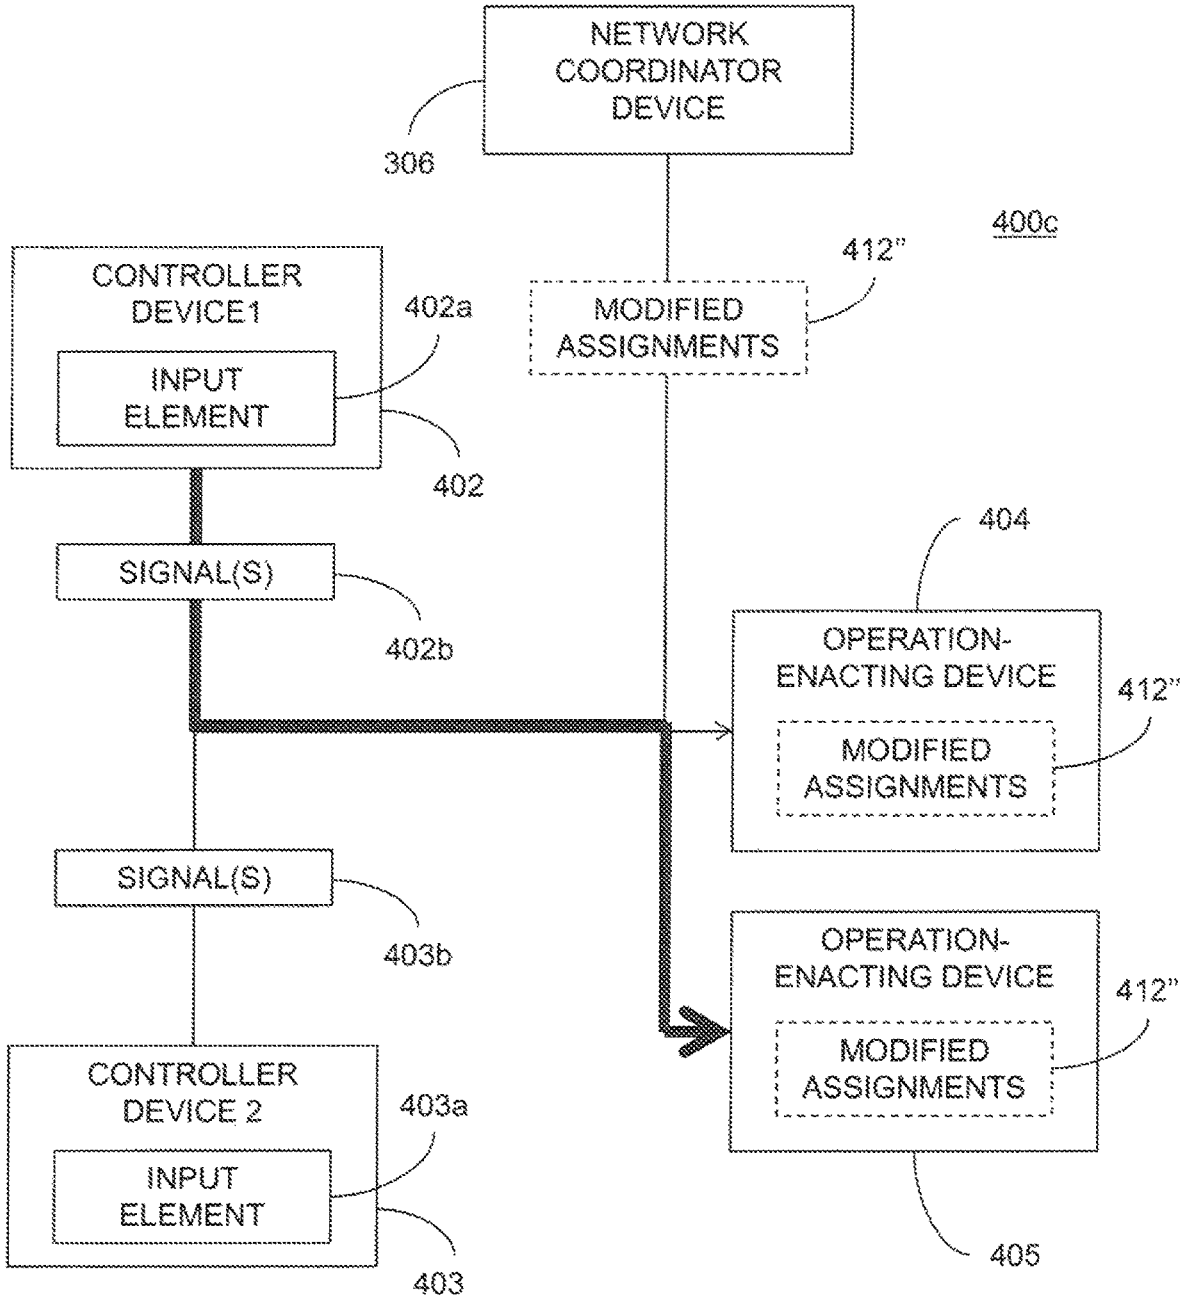 NETWORK
COORDINATOR
DEVICE
306
400c
412”
MODIFIED
ASSIGNMENTS
CONTROLLER
DEVICE1
402a
INPUT
ELEMENT
402
SIGNAL(S)
402b
404
OPERATION-
ENACTING DEVICE
412”
MODIFIED
ASSIGNMENTS
SIGNAL(S)
403b
OPERATION-
ENACTING DEVICE
412”
MODIFIED
ASSIGNMENTS
405
CONTROLLER
DEVICE 2
403a
INPUT
ELEMENT
403